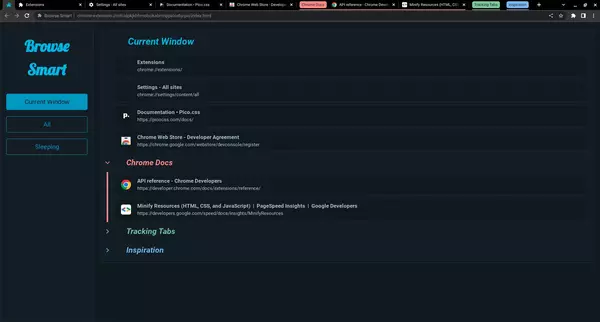 Extensions
Settings - All sites
Documentation • Pico.css
Chrome Web Store - Develop
Chrome Docs
API reference - Chrome Devel
Minify Resources (HTML, CS
Tracking Tabs
Inspiration
Browse Smart
Browse
Smart
Current Window
All
Sleeping
Current Window
Extensions
chrome://extensions/
Settings - All sites
chrome://settings/content/all
p.
Documentation • Pico.css
https://picocss.com/docs/
Chrome Web Store - Developer Agreement
https://chrome.google.com/webstore/devconsole/register
Chrome Docs
API reference - Chrome Developers
https://developer.chrome.com/docs/extensions/reference/
Minify Resources (HTML, CSS, and JavaScript) | PageSpeed Insights | Google Developers
https://developers.google.com/speed/docs/insights/MinifyResources
Tracking Tabs
Inspiration